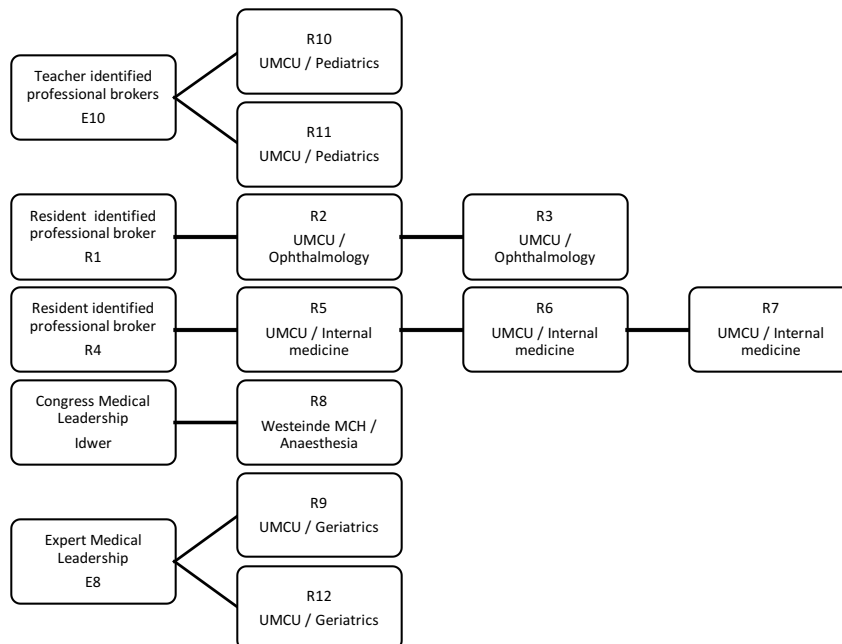 R10
UMCU / Pediatrics
Teacher identified
professional brokers
E10
R11
UMCU / Pediatrics
Resident identified
professional broker
R1
R2
UMCU /
Ophthalmology
R3
UMCU /
Ophthalmology
Resident identified
professional broker
R4
R5
UMCU / Internal
medicine
R6
UMCU / Internal
medicine
R7
UMCU / Internal
medicine
Congress Medical
Leadership
Idwer
R8
Westeinde MCH /
Anaesthesia
R9
UMCU / Geriatrics
Expert Medical
Leadership
E8
R12
UMCU / Geriatrics